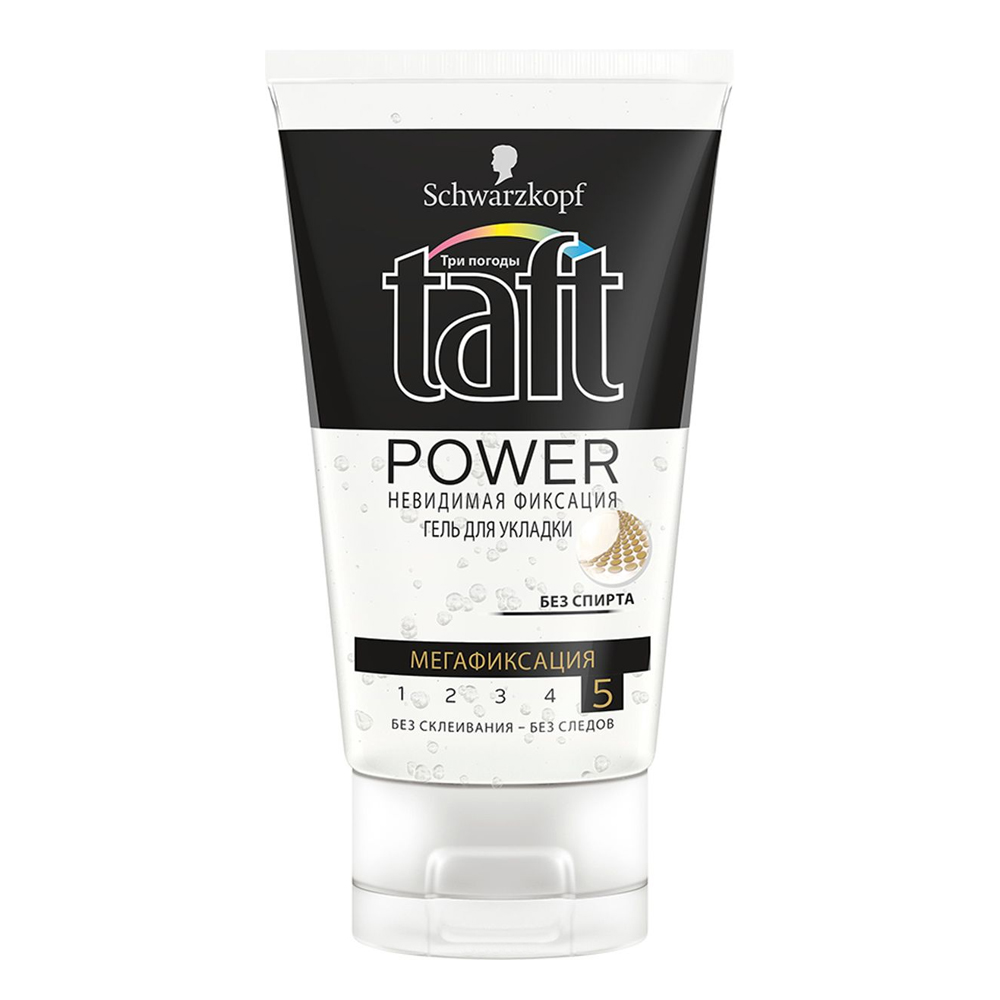 Schwarzkopf
Три погоды
taft
POWER
НЕВИДИМАЯ ФИКСАЦИЯ
ГЕЛЬ ДЛЯ УКЛАДКИ
БЕЗ СПИРТА
МЕГАФИКСАЦИЯ
1 2 3 4 5
БЕЗ СКЛЕИВАНИЯ – БЕЗ СЛЕДОВ